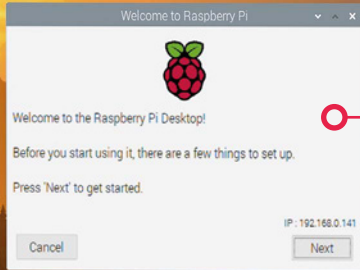 Welcome to Raspberry Pi
Welcome to the Raspberry Pi Desktop!
Before you start using it, there are a few things to set up.
Press 'Next' to get started.
IP : 192.168.0.141
Cancel
Next